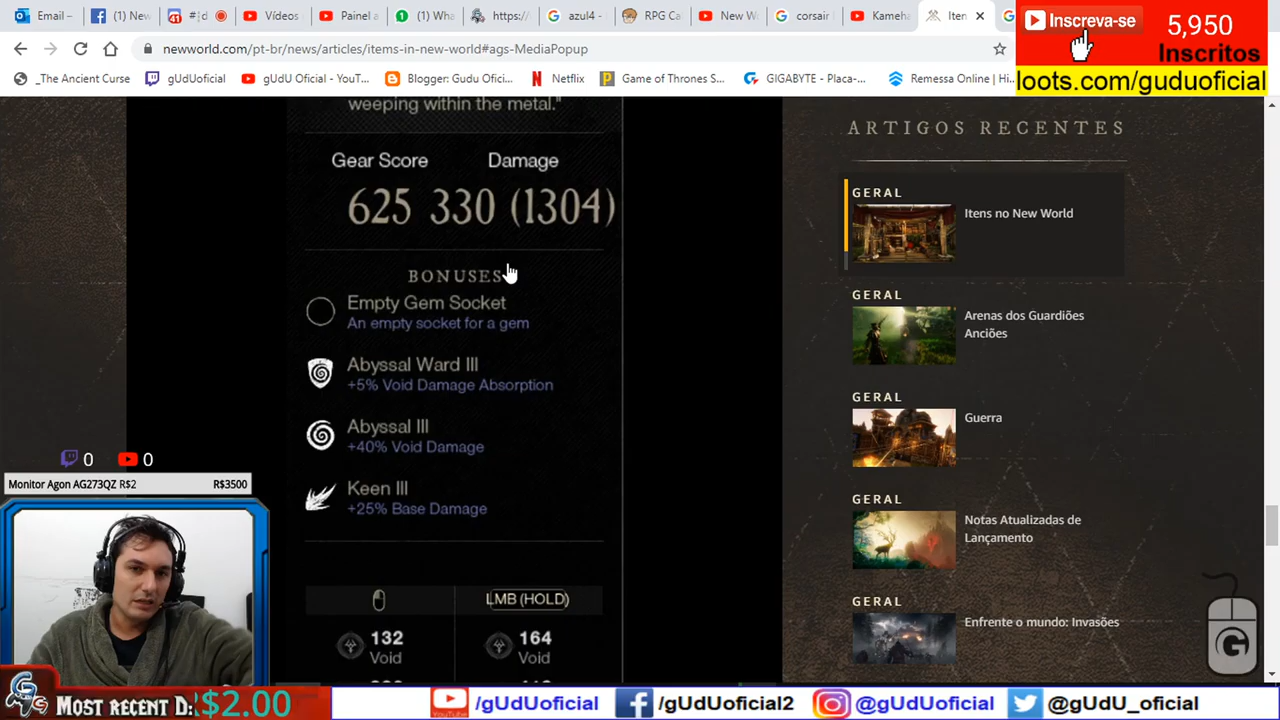 Email –
(1) New
#
Vídeos
Painel a
(1) Wha
https:/
azul4 -
RPG Ca
New W
corsair
Kameha
Iten
newworld.com/pt-br/news/articles/items-in-new-world#ags-MediaPopup
Inscreva-se
5,950
Inscritos
loots.com/guduoficial
_The Ancient Curse
gUdUoficial
gUdU Oficial - YouT...
Blogger: Gudu Ofici...
Netflix
Game of Thrones S...
GIGABYTE - Placa-...
Remessa Online | Hi...
weeping within the metal."
Gear Score
Damage
625
330 (1304)
BONUSES
Empty Gem Socket
An empty socket for a gem
Abyssal Ward III
+5% Void Damage Absorption
Abyssal III
+40% Void Damage
Keen III
+25% Base Damage
LMB (HOLD)
132
Void
164
Void
ARTIGOS RECENTES
GERAL
Itens no New World
GERAL
Arenas dos Guardiões
Anciões
GERAL
Guerra
GERAL
Notas Atualizadas de
Lançamento
GERAL
Enfrente o mundo: Invasões
0
0
Monitor Agon AG273QZ R$2
R$3500
G
MOST RECENT D:
$2.00
/gUdUoficial
/gUdUoficial2
@gUdUoficial
@gUdU_oficial